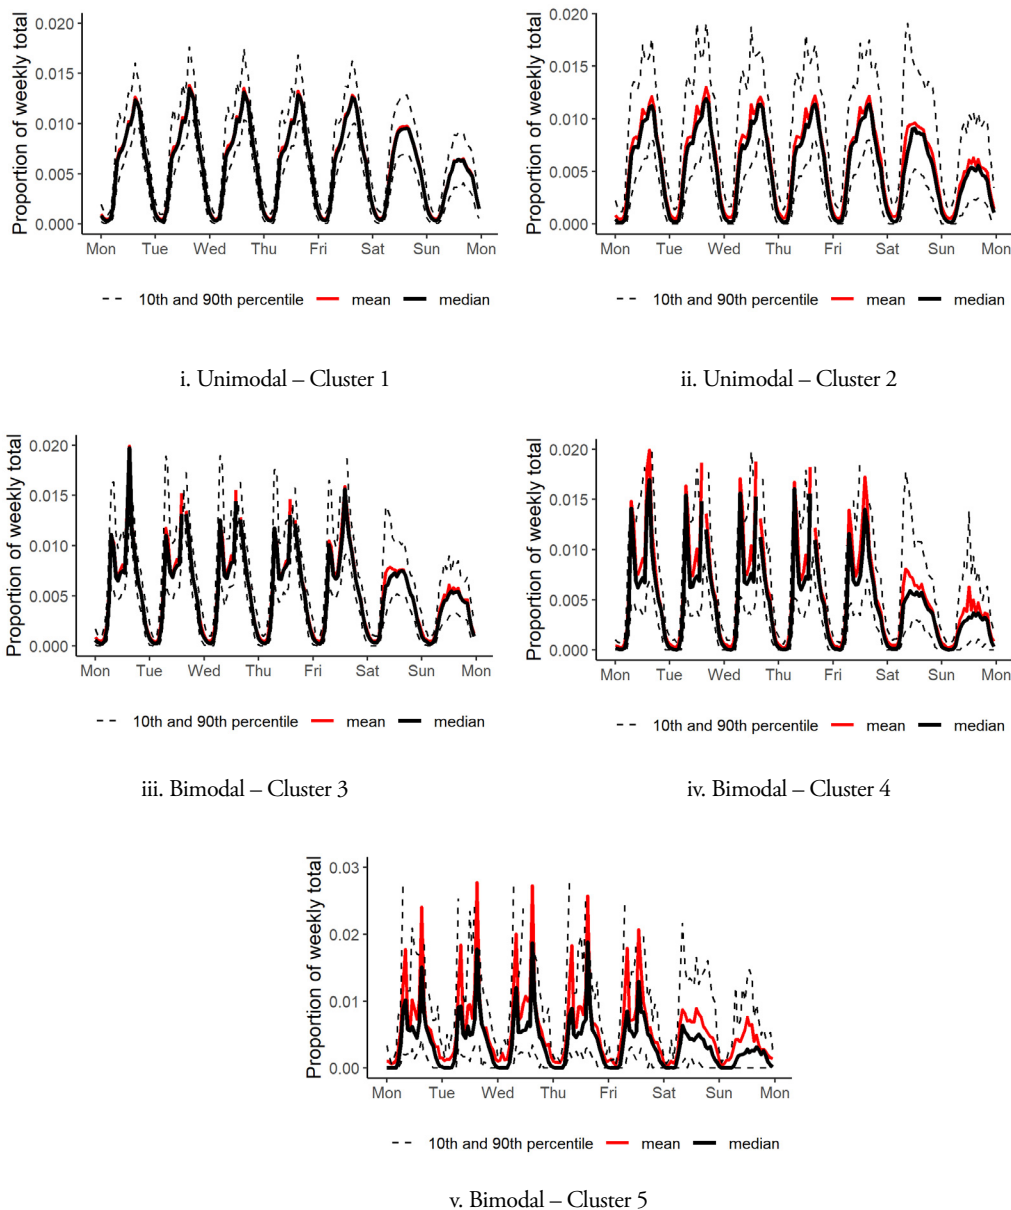 Proportion of weekly total
0.020
0.015
0.010
0.005
0.000
Mon Tue Wed Thu Fri Sat Sun Mon
10th and 90th percentile mean median
i. Unimodal – Cluster 1
Proportion of weekly total
0.020
0.015
0.010
0.005
0.000
Mon Tue Wed Thu Fri Sat Sun Mon
10th and 90th percentile mean median
ii. Unimodal – Cluster 2
Proportion of weekly total
0.020
0.015
0.010
0.005
0.000
Mon Tue Wed Thu Fri Sat Sun Mon
10th and 90th percentile mean median
iii. Bimodal – Cluster 3
Proportion of weekly total
0.020
0.015
0.010
0.005
0.000
Mon Tue Wed Thu Fri Sat Sun Mon
10th and 90th percentile mean median
iv. Bimodal – Cluster 4
Proportion of weekly total
0.03
0.02
0.01
0.00
Mon Tue Wed Thu Fri Sat Sun Mon
10th and 90th percentile mean median
v. Bimodal – Cluster 5